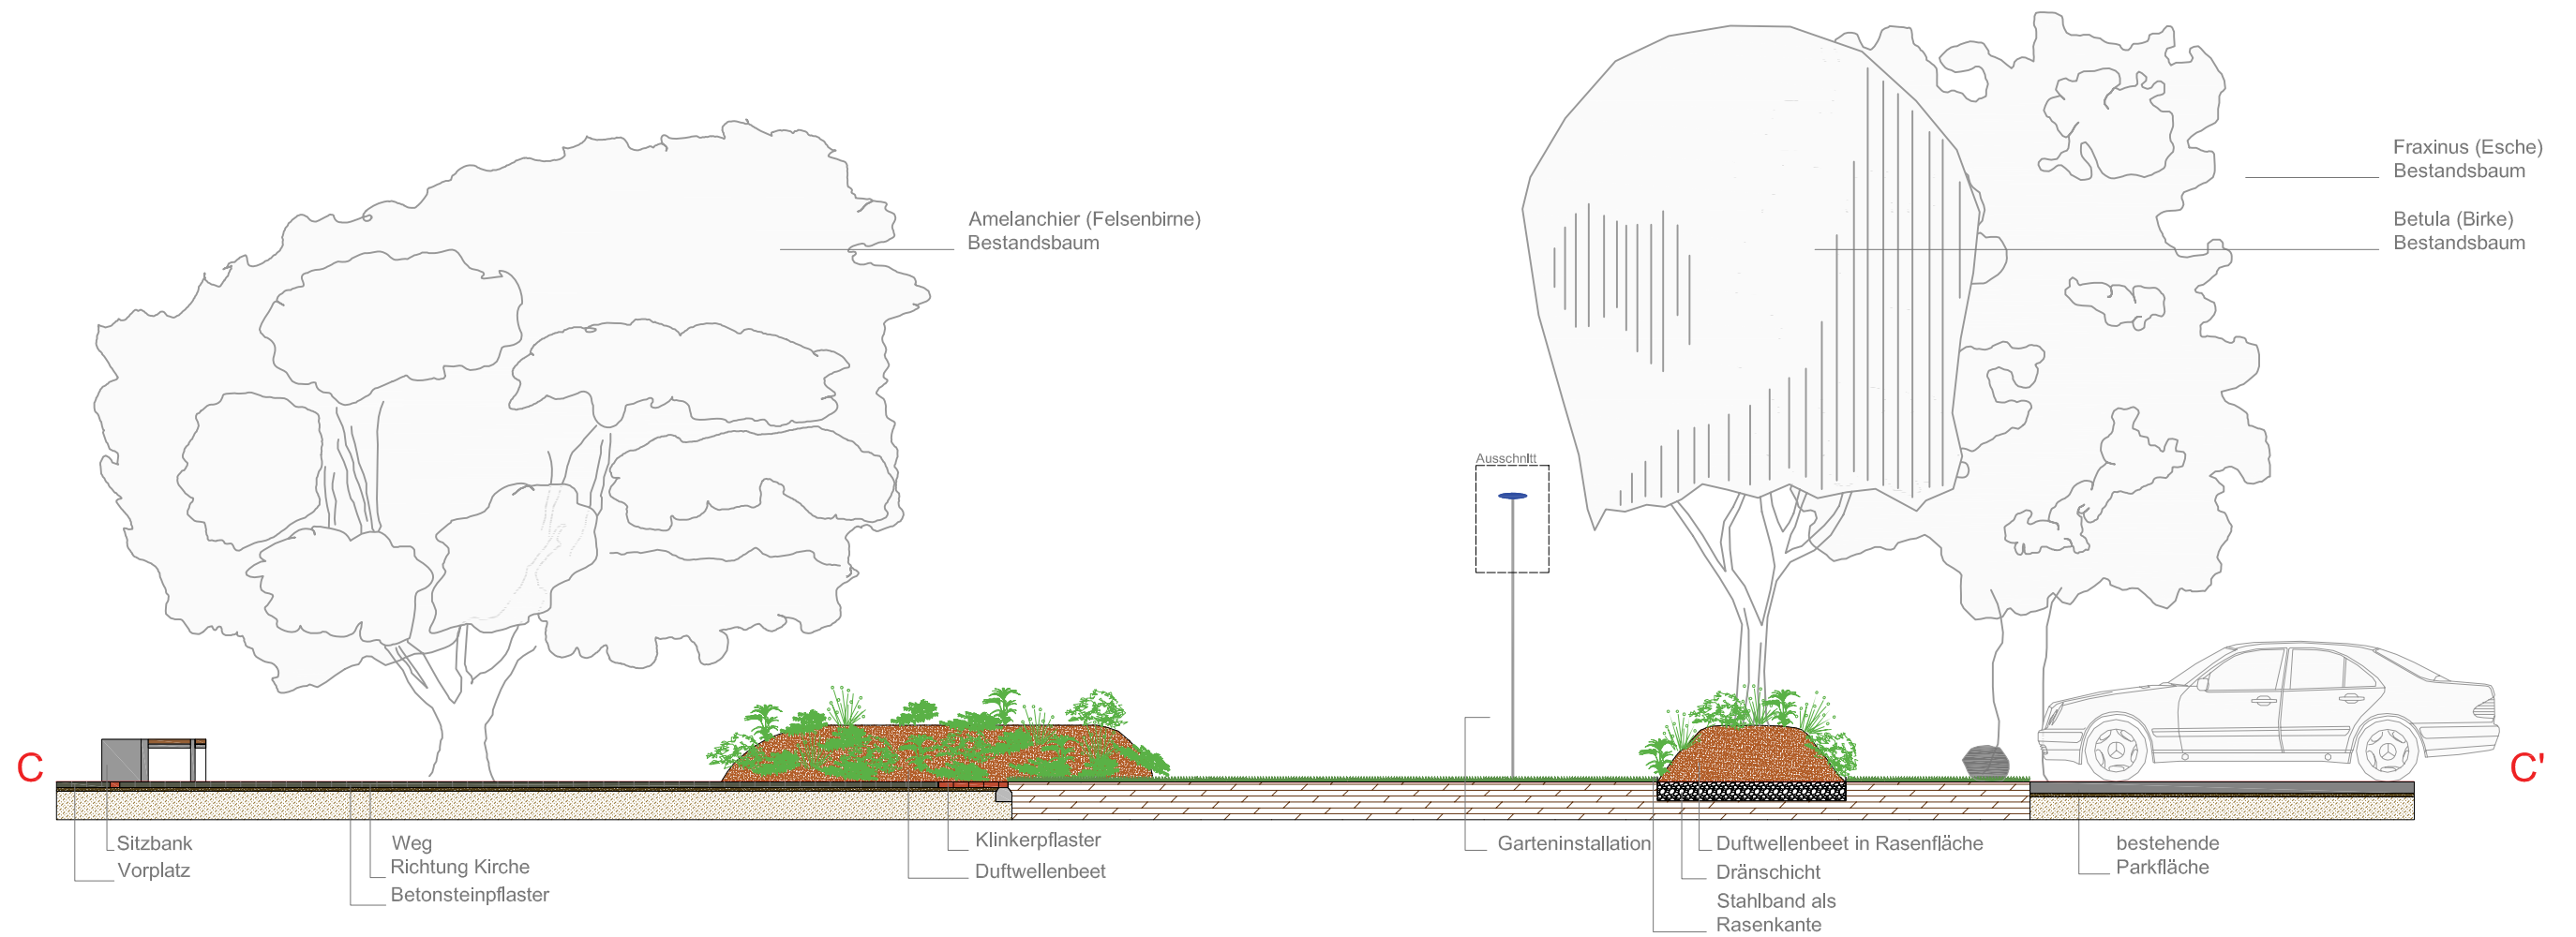 Fraxinus (Esche)
Bestandsbaum
Amelanchier (Felsenbirne)
Bestandsbaum
Betula (Birke)
Bestandsbaum
Ausschnitt
C
C'
Sitzbank
Vorplatz
Weg
Richtung Kirche
Betonsteinpflaster
Klinkerpflaster
Duftwellenbeet
Garteninstallation
Duftwellenbeet in Rasenfläche
Dränschicht
Stahlband als
Rasenkante
bestehende
Parkfläche